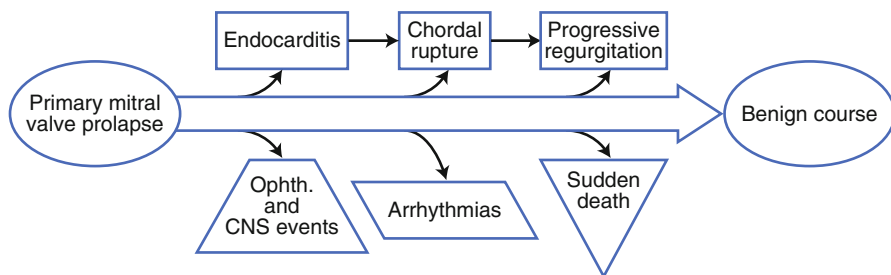 Endocarditis
Chordal
rupture
Progressive
regurgitation
Primary mitral
valve prolapse
Benign course
Ophth.
and
CNS events
Arrhythmias
Sudden
death